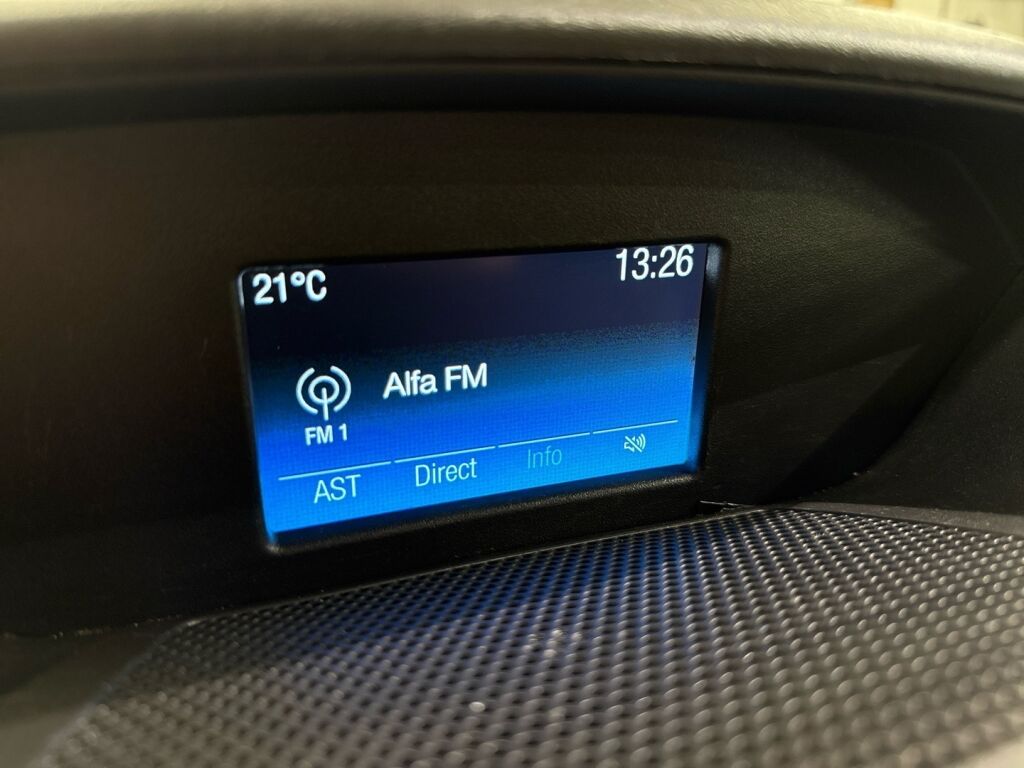 21°C 13:26
Alfa FM
FM 1
AST Direct Info